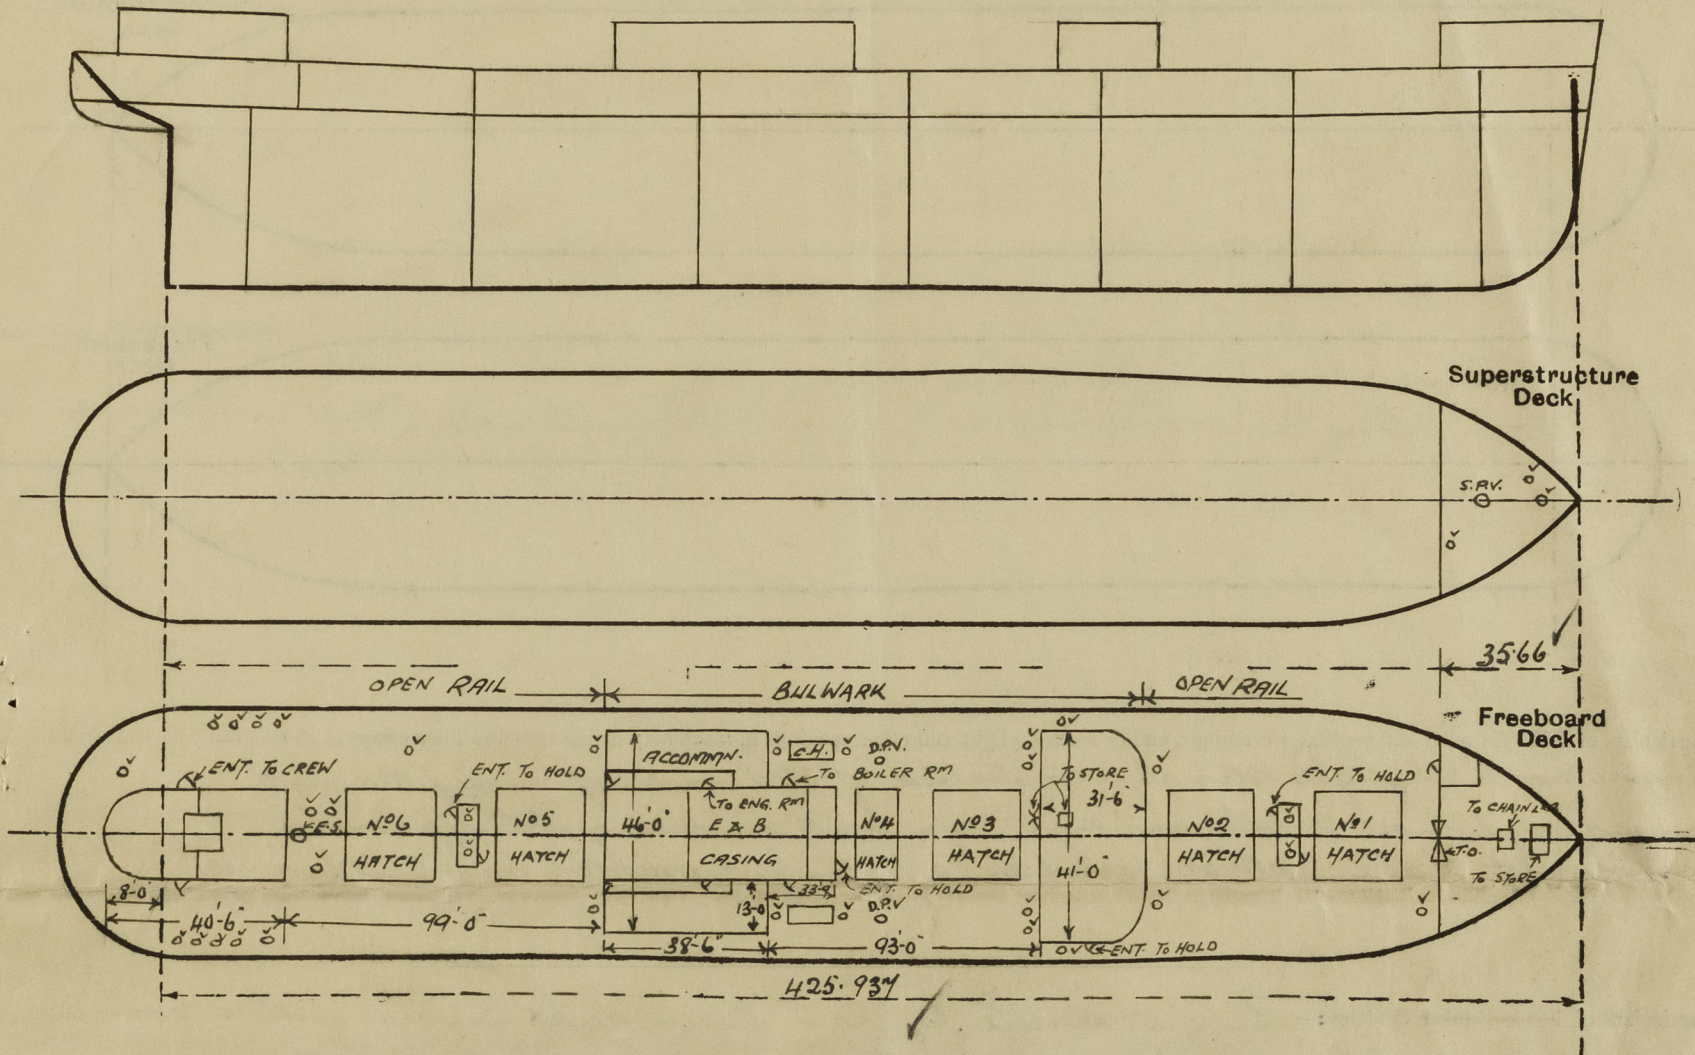 Superstructure
Deck
S.P.V.
35·66
OPEN RAIL
BULWARK
OPEN RAIL
Freeboard
Deck
ACCOMMN.
C.H.
D.P.V.
ENT. TO CREW
ENT. TO HOLD
TO BOILER RM
TO STORE
ENT. TO HOLD
TO ENG. RM
31'-6"
TO CHAIN LR
Nº6
HATCH
Nº5
HATCH
46'-0"
E & B
CASING
Nº4
HATCH
Nº3
HATCH
Nº2
HATCH
Nº1
HATCH
T.O.
TO STORE
41'-0"
8'-0"
33'-9"
ENT. TO HOLD
13'-0
D.P.V
40'-6"
99'-0"
38'-6"
93'-0"
ENT. TO HOLD
425·937